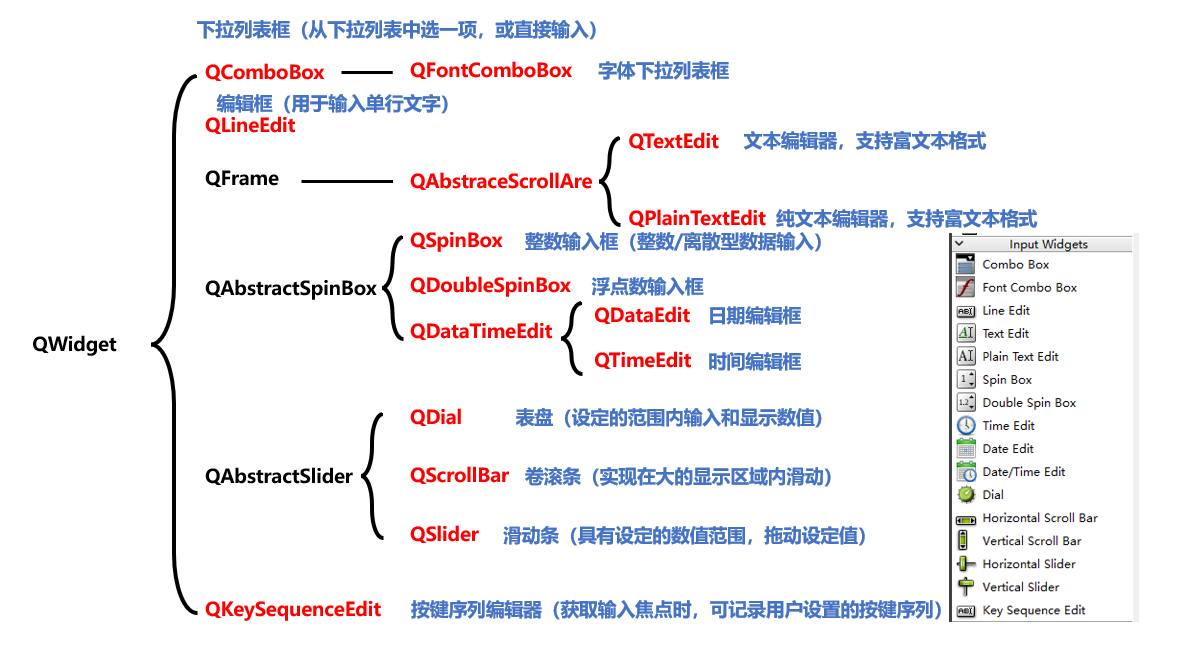 下拉列表框（从下拉列表中选一项，或直接输入）
QComboBox
QFontComboBox
字体下拉列表框
编辑框（用于输入单行文字）
QLineEdit
QTextEdit
文本编辑器，支持富文本格式
QFrame
QAbstraceScrollAre
QPlainTextEdit
纯文本编辑器，支持富文本格式
QSpinBox
整数输入框（整数/离散型数据输入）
QAbstractSpinBox
QDoubleSpinBox
浮点数输入框
QDataTimeEdit
QDataEdit
日期编辑框
QTimeEdit
时间编辑框
QWidget
QDial
表盘（设定的范围内输入和显示数值）
QAbstractSlider
QScrollBar
卷滚条（实现在大的显示区域内滑动）
QSlider
滑动条（具有设定的数值范围，拖动设定值）
QKeySequenceEdit
按键序列编辑器（获取输入焦点时，可记录用户设置的按键序列）
Input Widgets
Combo Box
Font Combo Box
Line Edit
Text Edit
Plain Text Edit
Spin Box
Double Spin Box
Time Edit
Date Edit
Date/Time Edit
Dial
Horizontal Scroll Bar
Vertical Scroll Bar
Horizontal Slider
Vertical Slider
Key Sequence Edit